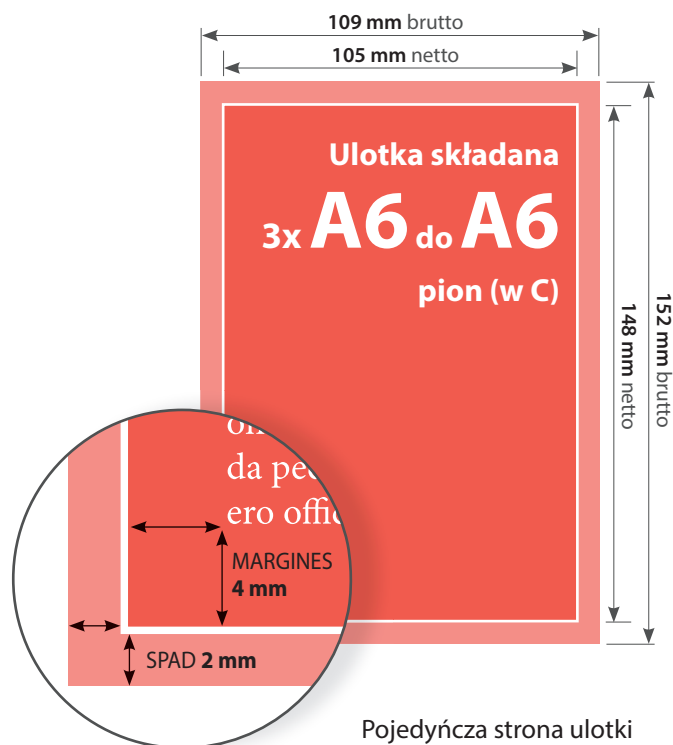 109 mm brutto
105 mm netto
Ulotka składana
3x A6 do A6
pion (w C)
148 mm netto
152 mm brutto
da pe
ero offic
MARGINES
4 mm
SPAD 2 mm
Pojedyńcza strona ulotki